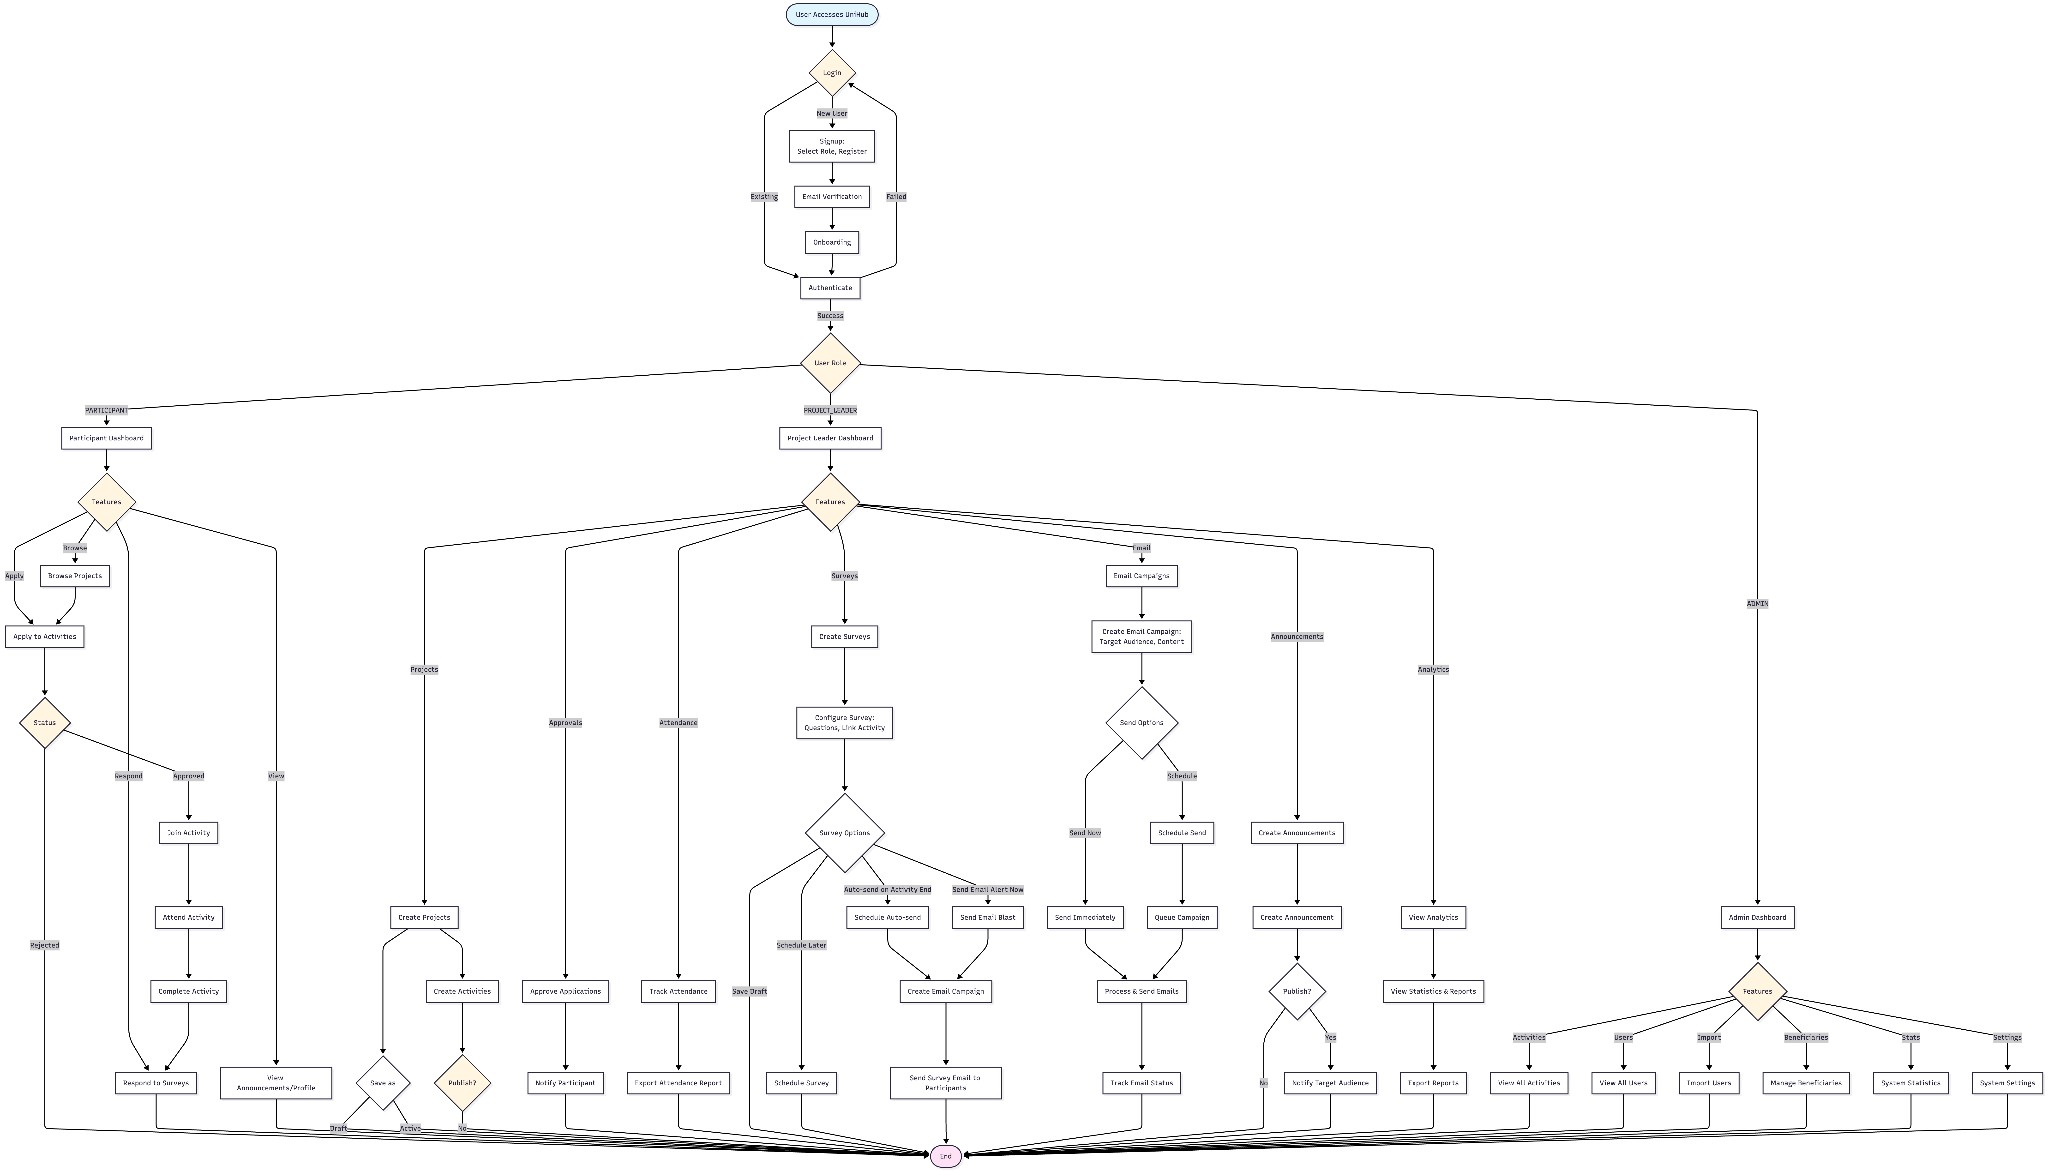 User Accesses UniHub
Login
New User
Signup:
Select Role, Register
Existing
Email Verification
Failed
Onboarding
Authenticate
Success
User Role
PARTICIPANT
PROJECT_LEADER
Participant Dashboard
Project Leader Dashboard
Features
Features
Browse
Email
Apply
Browse Projects
Surveys
Email Campaigns
ADMIN
Apply to Activities
Create Surveys
Create Email Campaign:
Target Audience, Content
Announcements
Projects
Analytics
Status
Approvals
Attendance
Configure Survey:
Questions, Link Activity
Send Options
Respond
Approved
View
Schedule
Join Activity
Survey Options
Send Now
Schedule Send
Create Announcements
Auto-send on Activity End
Send Email Alert Now
Attend Activity
Create Projects
Schedule Auto-send
Send Email Blast
Send Immediately
Queue Campaign
Create Announcement
View Analytics
Admin Dashboard
Rejected
Schedule Later
Complete Activity
Create Activities
Approve Applications
Track Attendance
Save Draft
Create Email Campaign
Process & Send Emails
Publish?
View Statistics & Reports
Features
Yes
Activities
Users
Import
Beneficiaries
Stats
Settings
Respond to Surveys
View
Announcements/Profile
Save as
Publish?
Notify Participant
Export Attendance Report
Schedule Survey
Send Survey Email to
Participants
Track Email Status
No
Notify Target Audience
Export Reports
View All Activities
View All Users
Import Users
Manage Beneficiaries
System Statistics
System Settings
Draft
Active
No
End